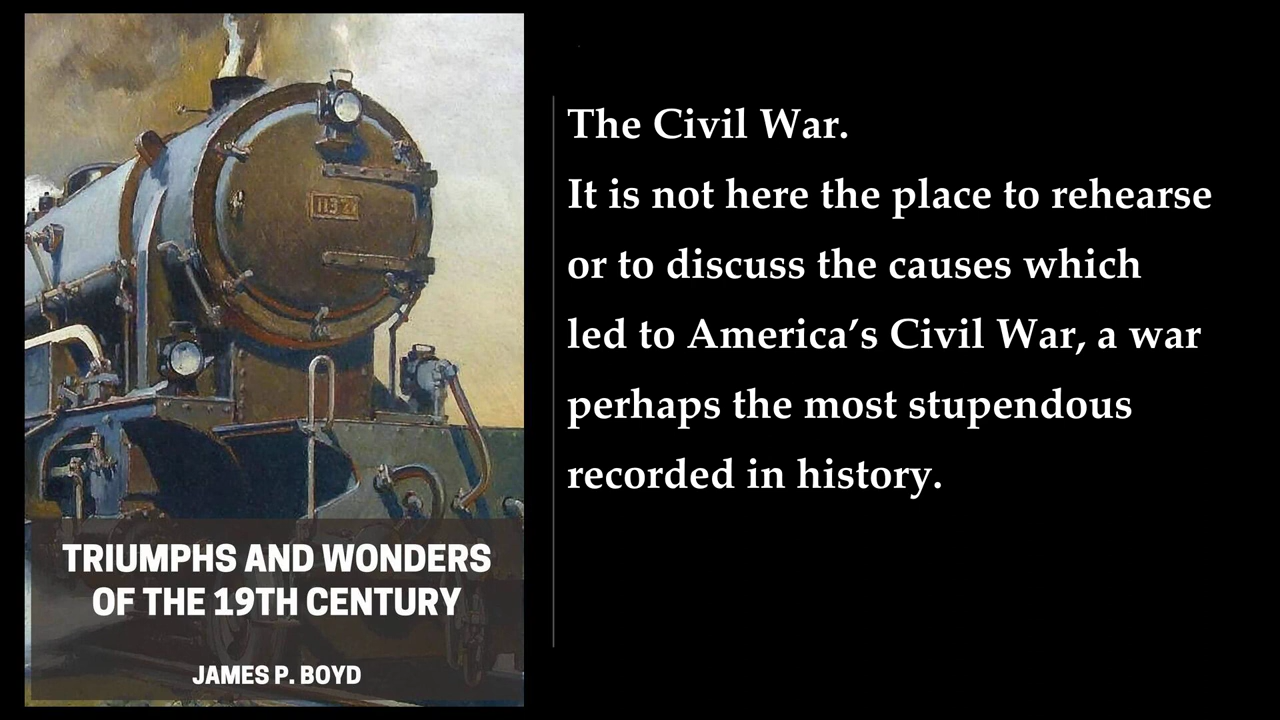 The Civil War.
It is not here the place to rehearse
or to discuss the causes which
led to America’s Civil War, a war
perhaps the most stupendous
recorded in history.
TRIUMPHS AND WONDERS
OF THE 19TH CENTURY
JAMES P. BOYD